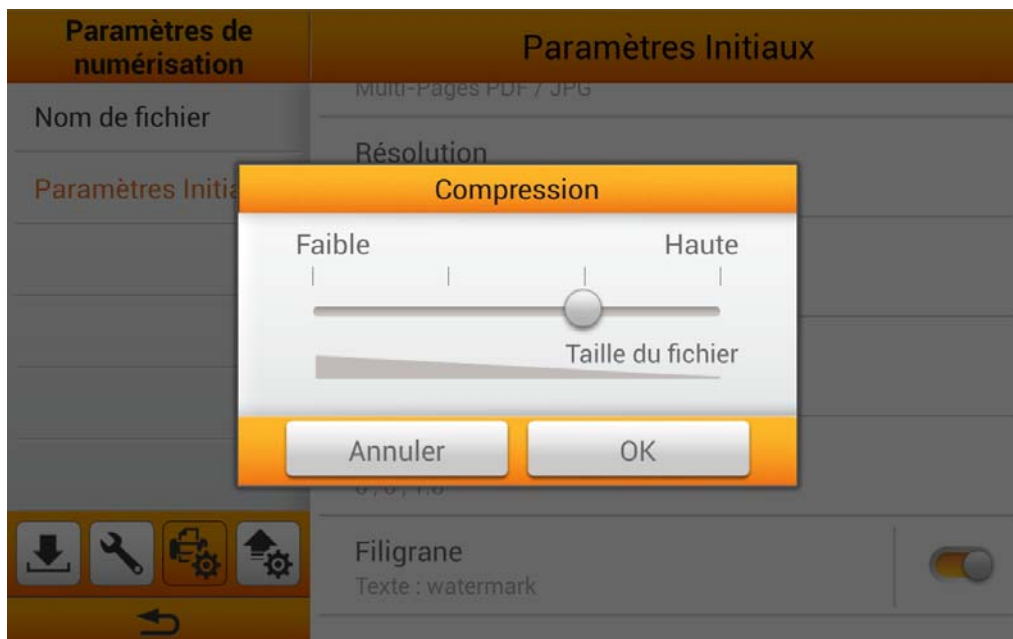 Paramètres de
numérisation
Paramètres Initiaux
Nom de fichier
Multi-Pages PDF / JPG
Résolution
Paramètres
Compression
Faible
Haute
Taille du fichier
Annuler
OK
Filigrane
Texte : watermark